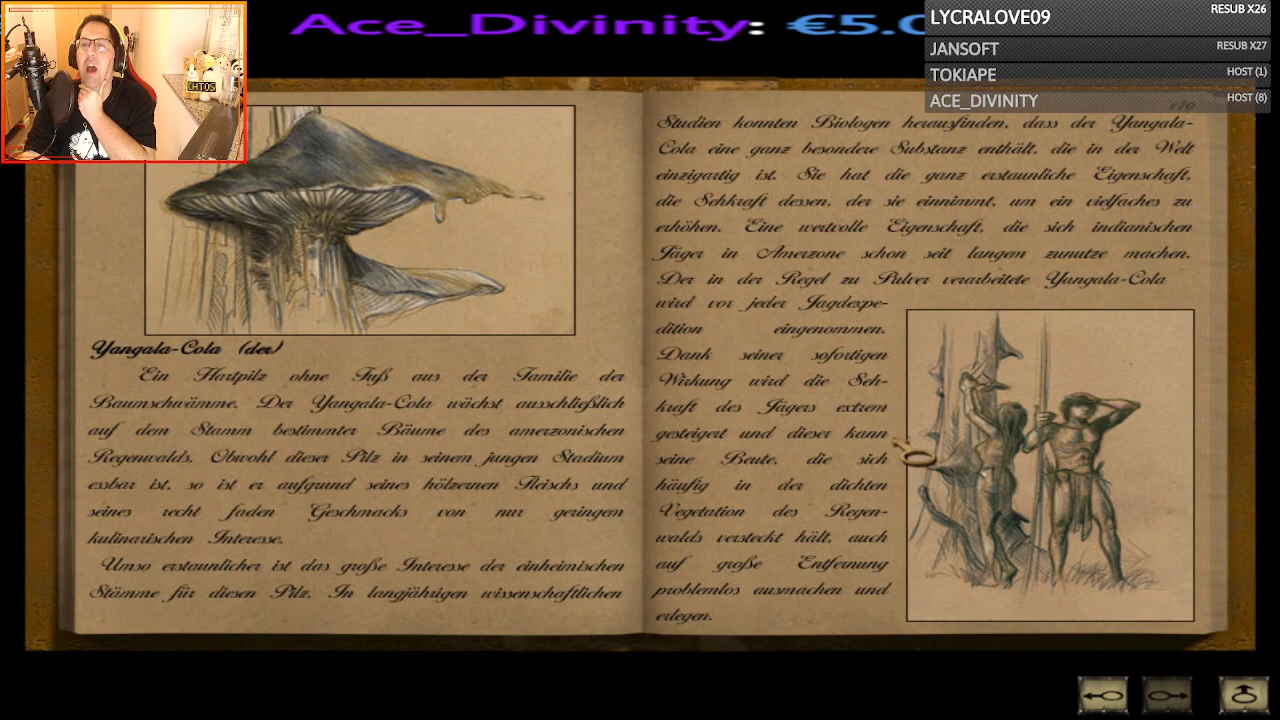 Ace_Divinity: €5.0
LYCRALOVE09
RESUB X26
JANSOFT
RESUB X27
TOKIAPE
HOST (1)
ACE_DIVINITY
HOST (8)
CHTOS
Yangala-Cola (der)
Ein Hartpilz ohne Fuß aus der Familie der
Baumschwämme. Der Yangala-Cola wächst ausschließlich
auf dem Stamm bestimmter Bäume des amerzonischen
Regenwalds. Obwohl dieser Pilz in seinem jungen Stadium
essbar ist, so ist er aufgrund seines hölzernen Fleischs und
seines recht faden Geschmacks von nur geringem
kulinarischen Interesse.
Umso erstaunlicher ist das große Interesse der einheimischen
Stämme für diesen Pilz. In langjährigen wissenschaftlichen
170
Studien konnten Biologen herausfinden, dass der Yangala-
Cola eine ganz besondere Substanz enthält, die in der Welt
einzigartig ist. Sie hat die ganz erstaunliche Eigenschaft,
die Sehkraft dessen, der sie einnimmt, um ein vielfaches zu
erhöhen. Eine wertvolle Eigenschaft, die sich indianischen
Jäger in Amerzone schon seit langem zunutze machen.
Der in der Regel zu Pulver verarbeitete Yangala-Cola
wird vor jeder Jagdexpe-
dition eingenommen.
Dank seiner sofortigen
Wirkung wird die Seh-
kraft des Jägers extrem
gesteigert und dieser kann
seine Beute, die sich
häufig in der dichten
Vegetation des Regen-
walds versteckt hält, auch
auf große Entfernung
problemlos ausmachen und
erlegen.